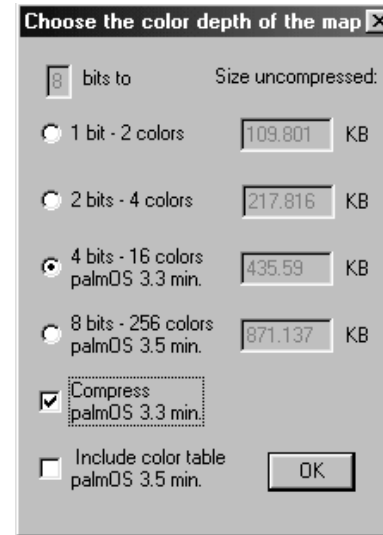 Choose the color depth of the map
8 bits to Size uncompressed:
1 bit - 2 colors 109.801 KB
2 bits - 4 colors 217.816 KB
4 bits - 16 colors
palmOS 3.3 min. 435.59 KB
8 bits - 256 colors
palmOS 3.5 min. 871.137 KB
Compress
palmOS 3.3 min.
Include color table
palmOS 3.5 min. OK